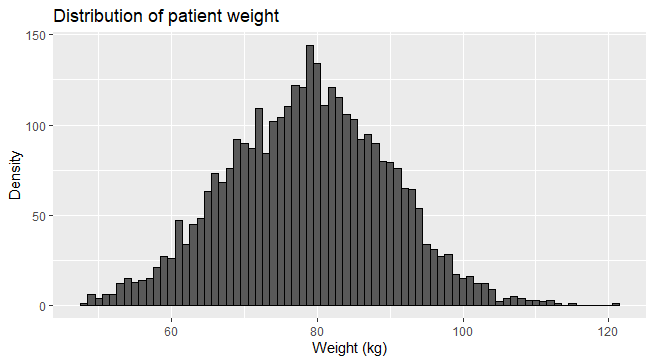 Distribution of patient weight
150
100
50
0
Density
60 80 100 120
Weight (kg)